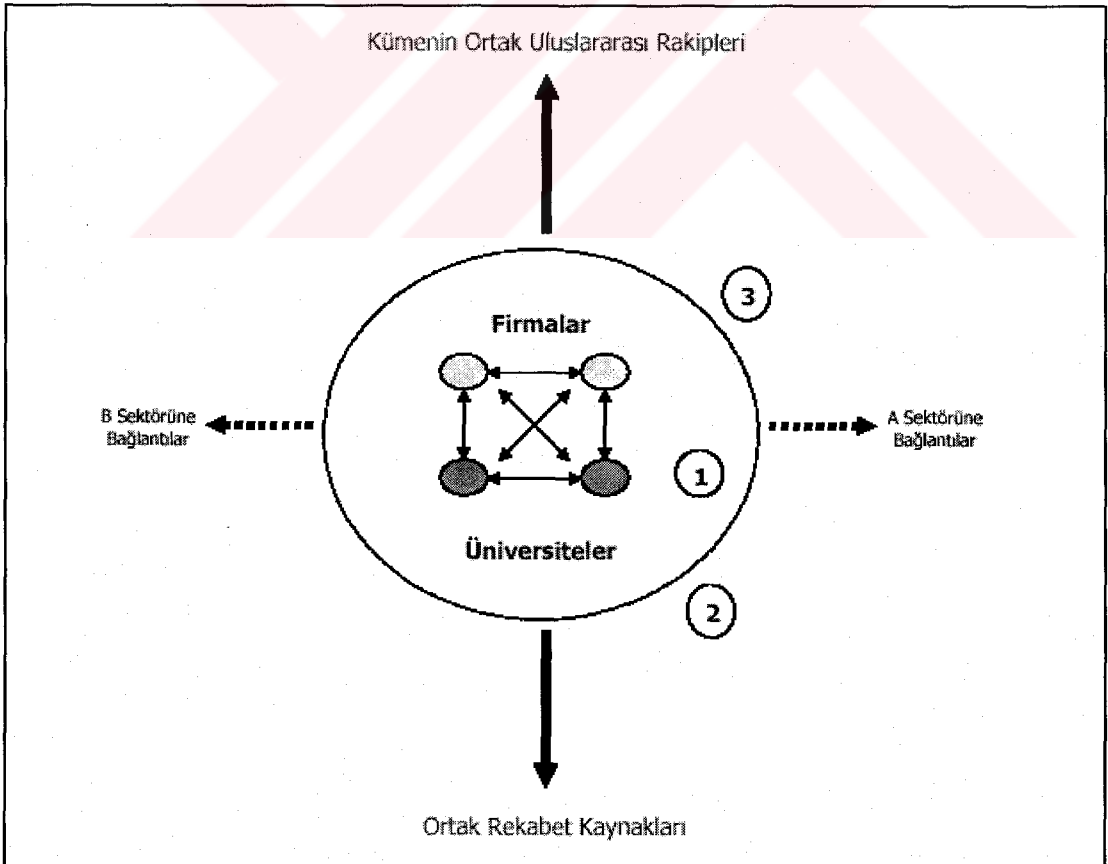 Kümenin Ortak Uluslararası Rakipleri
3
Firmalar
B Sektörüne
Bağlantılar
A Sektörüne
Bağlantılar
1
Üniversiteler
2
Ortak Rekabet Kaynakları